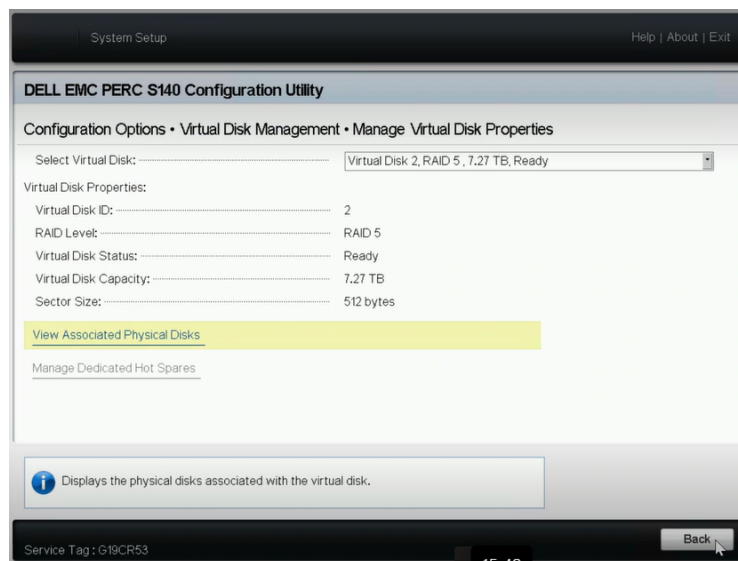 System Setup
Help | About | Exit
DELL EMC PERC S140 Configuration Utility
Configuration Options • Virtual Disk Management • Manage Virtual Disk Properties
Select Virtual Disk: Virtual Disk 2, RAID 5 , 7.27 TB, Ready
Virtual Disk Properties:
Virtual Disk ID: 2
RAID Level: RAID 5
Virtual Disk Status: Ready
Virtual Disk Capacity: 7.27 TB
Sector Size: 512 bytes
View Associated Physical Disks
Manage Dedicated Hot Spares
Displays the physical disks associated with the virtual disk.
Back
Service Tag : G19CR53